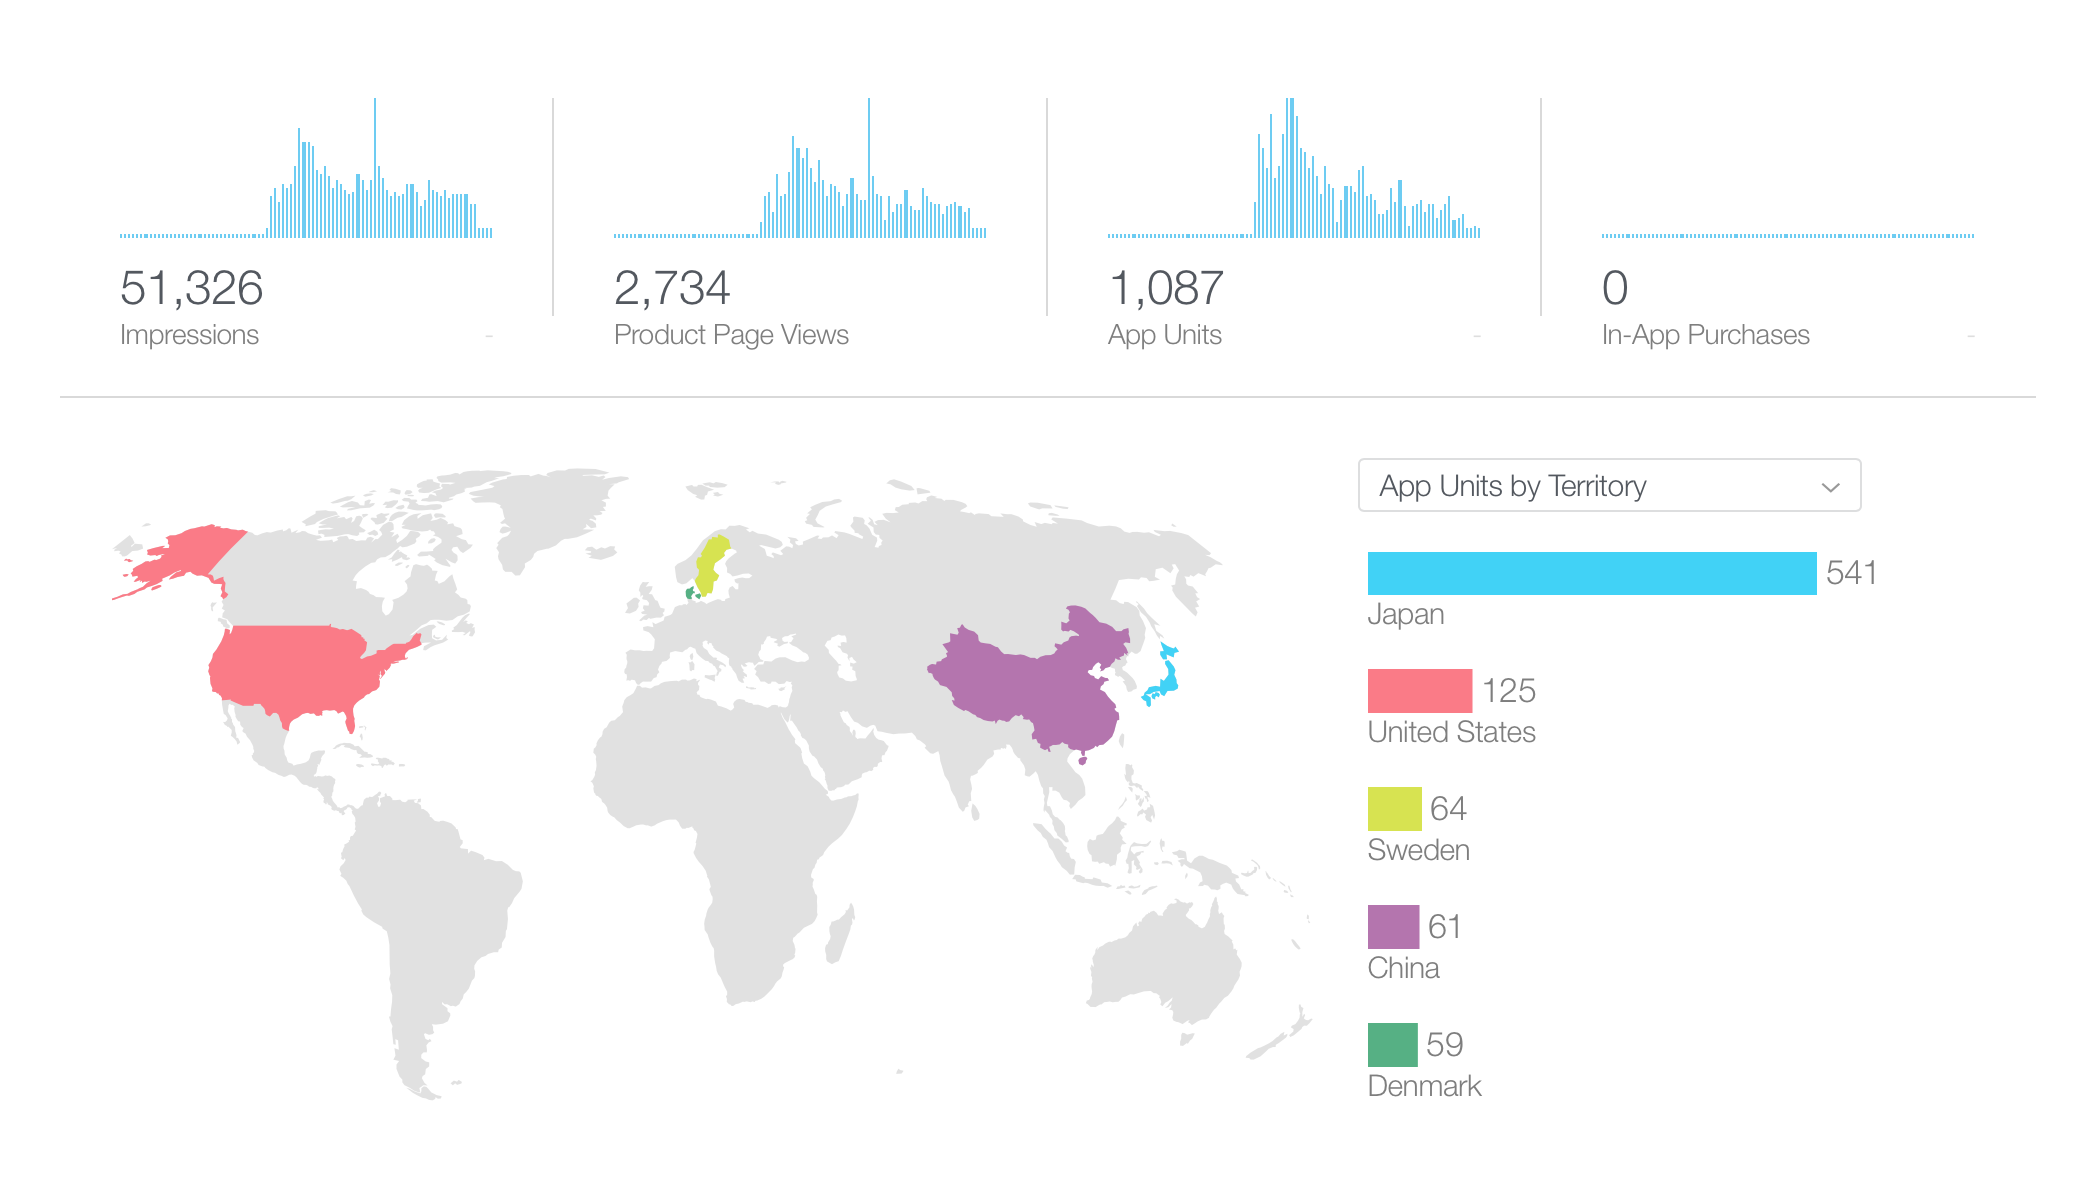 51,326
Impressions
-
2,734
Product Page Views
1,087
App Units
-
0
In-App Purchases
-
App Units by Territory
541
Japan
125
United States
64
Sweden
61
China
59
Denmark